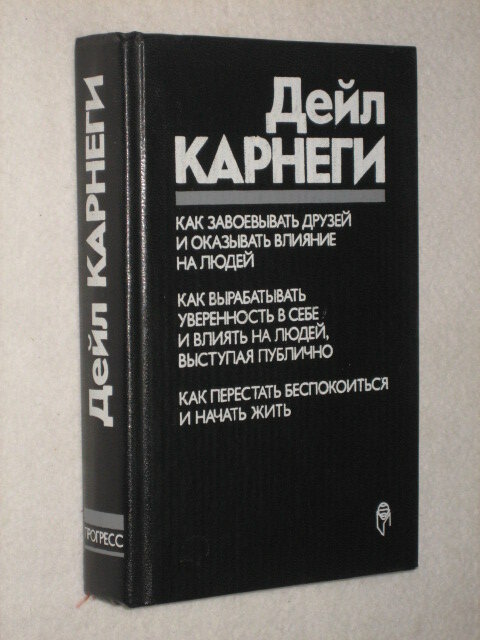 Дейл
КАРНЕГИ
КАК ЗАВОЕВЫВАТЬ ДРУЗЕЙ
И ОКАЗЫВАТЬ ВЛИЯНИЕ
НА ЛЮДЕЙ
КАК ВЫРАБАТЫВАТЬ
УВЕРЕННОСТЬ В СЕБЕ
И ВЛИЯТЬ НА ЛЮДЕЙ,
ВЫСТУПАЯ ПУБЛИЧНО
КАК ПЕРЕСТАТЬ БЕСПОКОИТЬСЯ
И НАЧАТЬ ЖИТЬ
Дейл КАРНЕГИ
ПРОГРЕСС